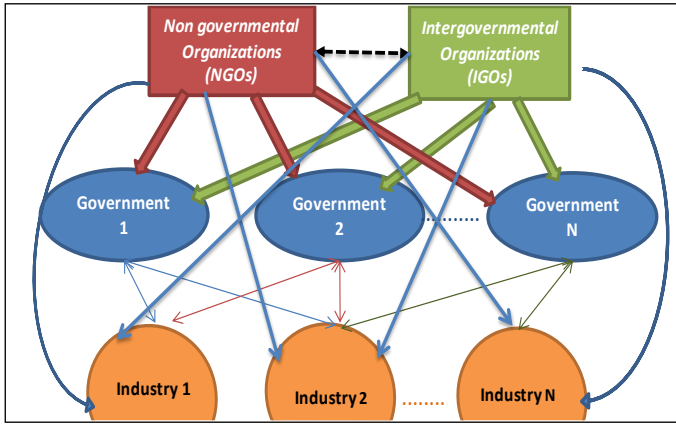 Non governmental
Organizations
(NGOs)
Intergovernmental
Organizations
(IGOs)
Government
1
Government
2
..........
Government
N
Industry 1
Industry 2
........
Industry N